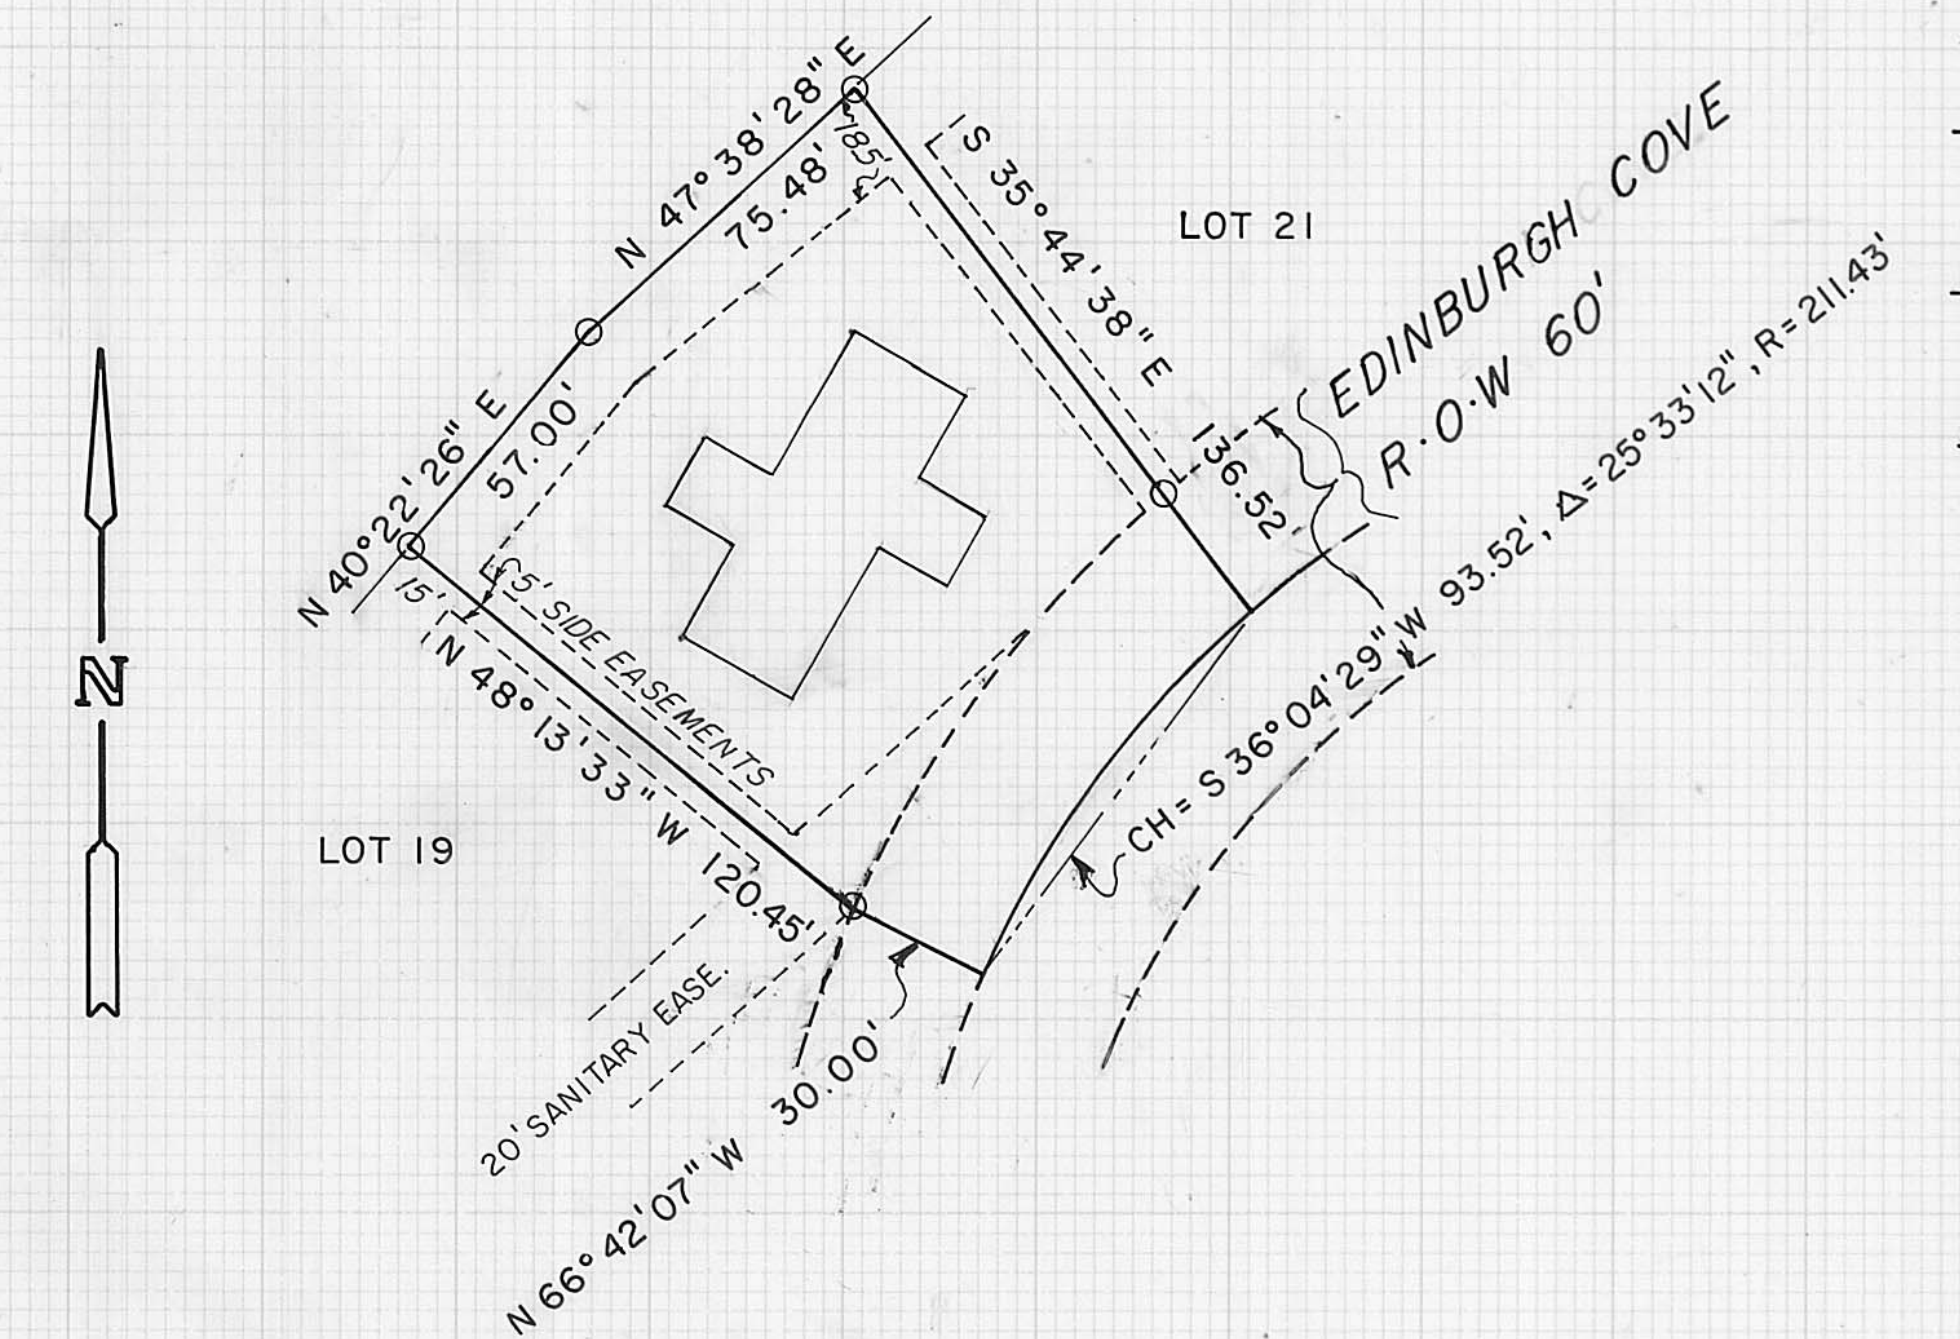 N 47° 38' 28" E
75.48'
185'
S 35° 44' 38" E
136.52
LOT 21
EDINBURGH COVE
R.O.W 60'
N 40° 22' 26" E
57.00'
15'
5' SIDE EASEMENTS
N 48° 13' 33" W 120.45'
N
LOT 19
CH = S 36° 04' 29" W 93.52', Δ = 25° 33' 12", R = 211.43'
20' SANITARY EASE.
N 66° 42' 07" W 30.00'